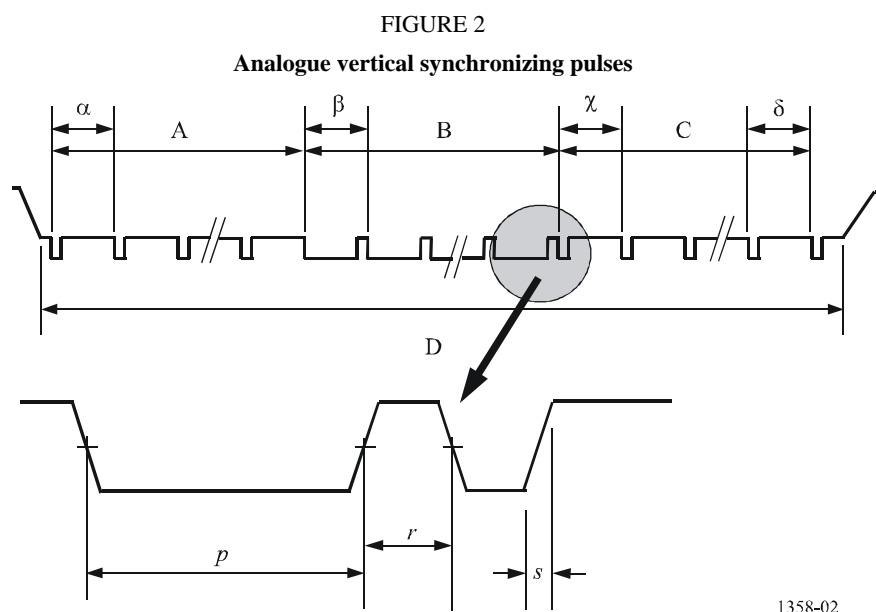 FIGURE 2
Analogue vertical synchronizing pulses
α β χ δ
A B C
D
p r s
1358-02